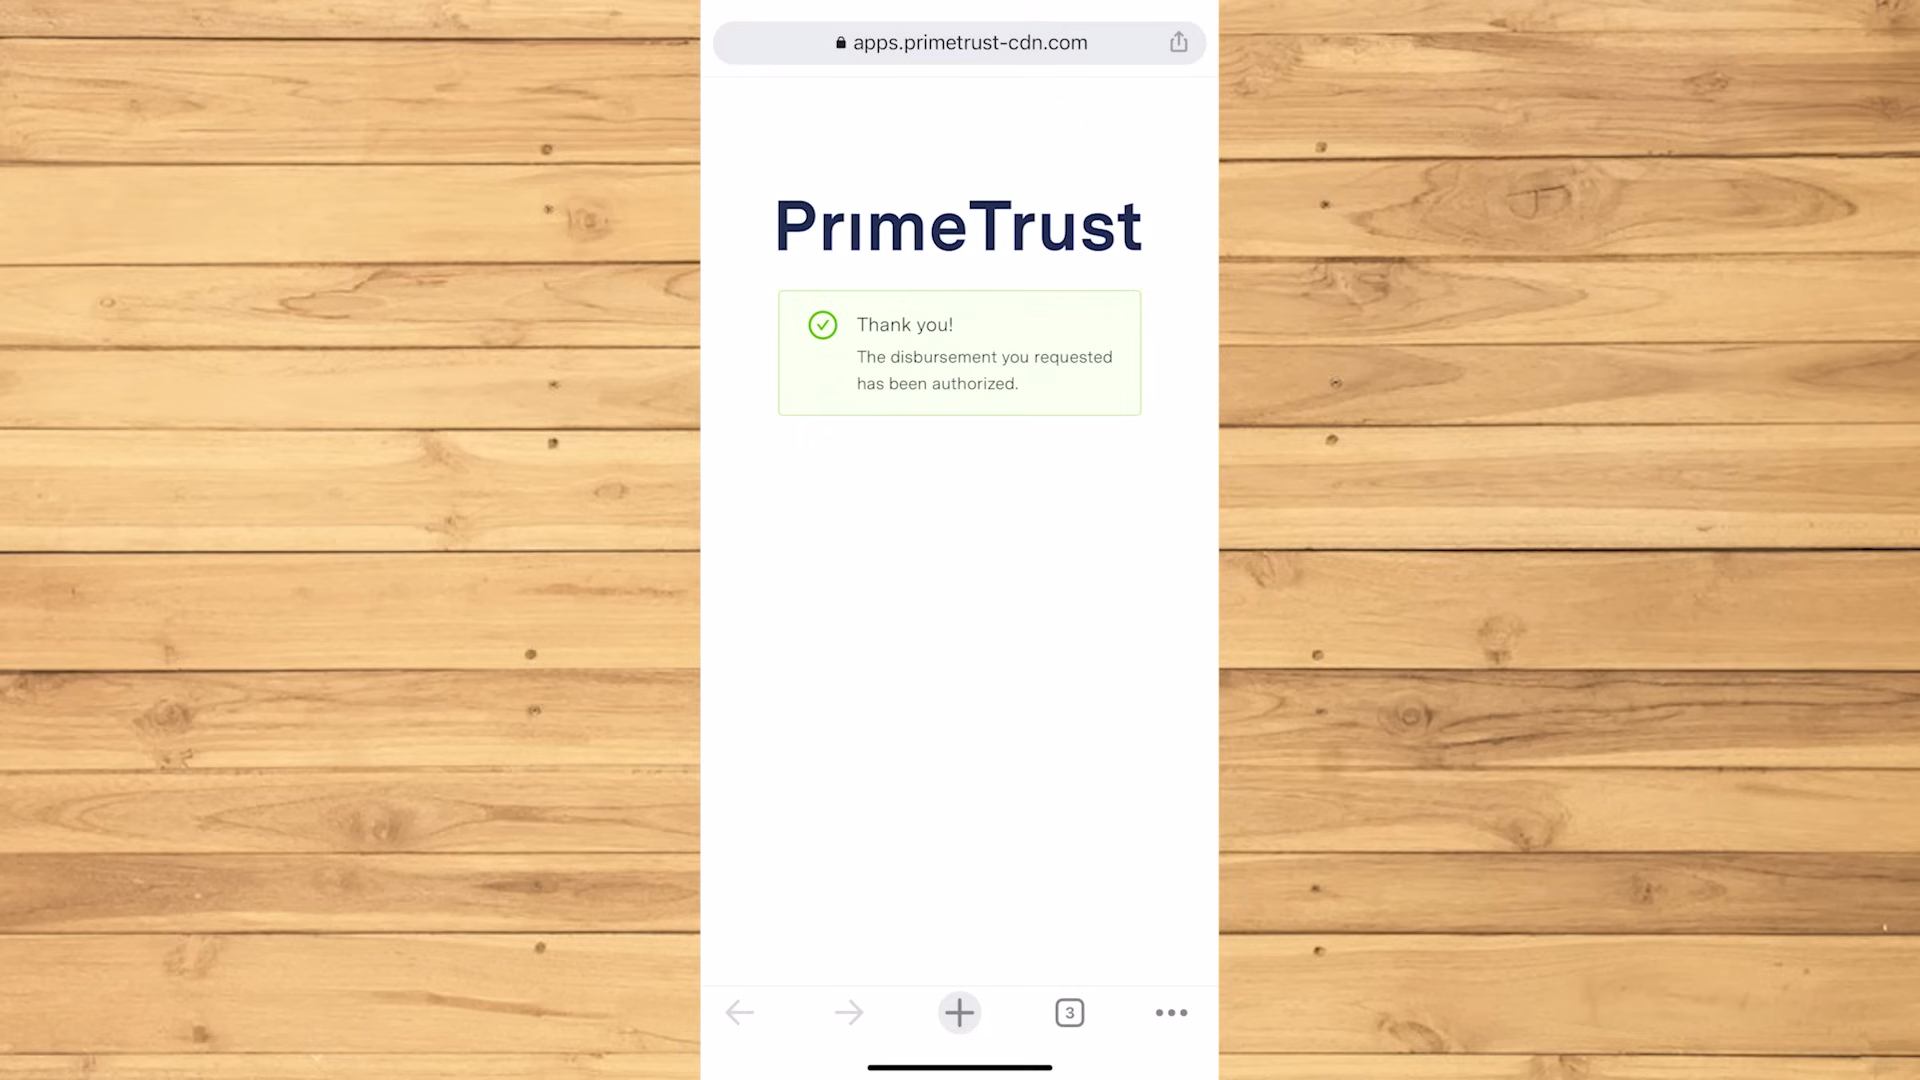 apps.primetrust-cdn.com
PrimeTrust
Thank you!
The disbursement you requested
has been authorized.
3